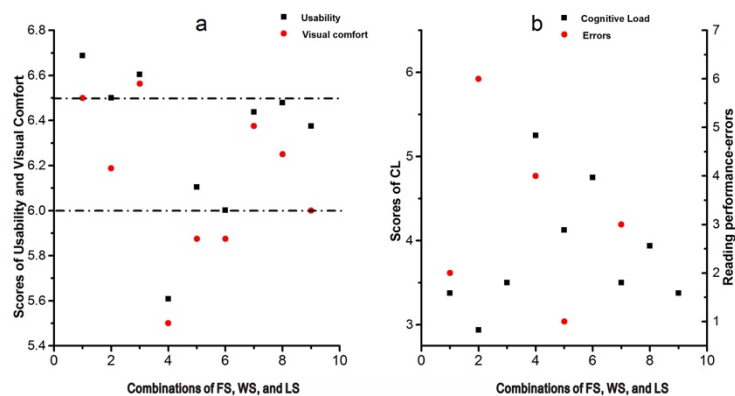 a
Usability
Visual comfort
Scores of Usability and Visual Comfort
6.8
6.6
6.4
6.2
6.0
5.8
5.6
5.4
0 2 4 6 8 10
Combinations of FS, WS, and LS
b
Cognitive Load
Errors
Scores of CL
6
5
4
3
7
6
5
4
3
2
1
Reading performance-errors
0 2 4 6 8 10
Combinations of FS, WS, and LS